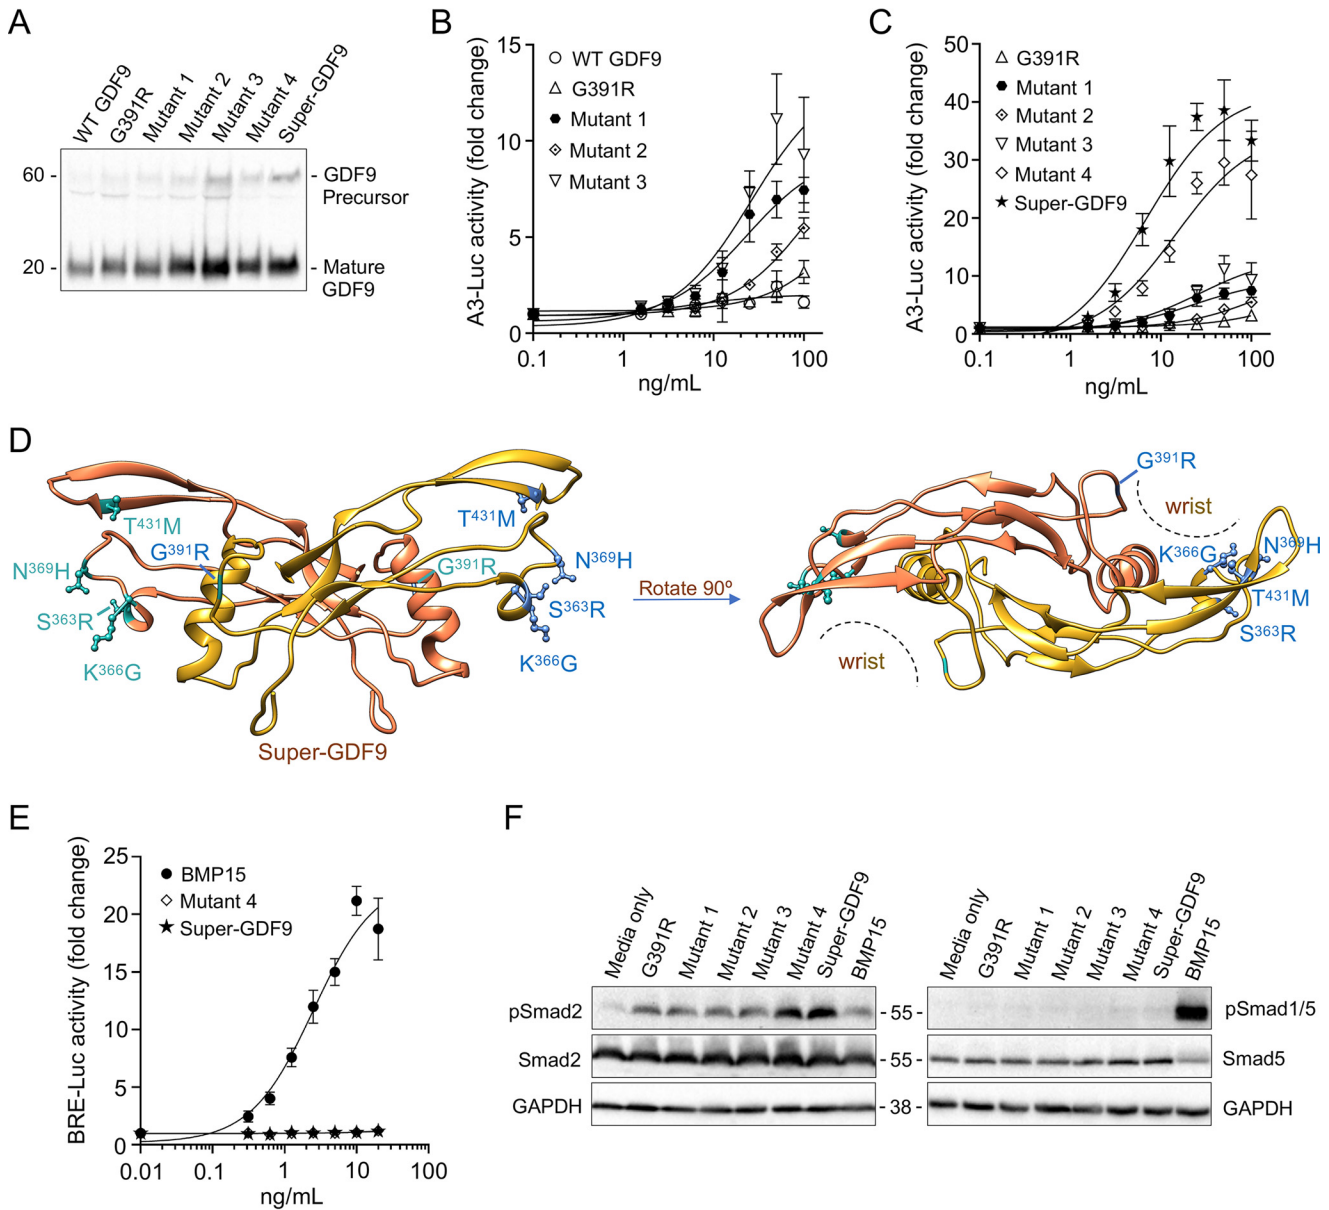 A
WT GDF9
G391R
Mutant 1
Mutant 2
Mutant 3
Mutant 4
Super-GDF9
60 -
- GDF9
Precursor
20 -
- Mature
GDF9
B
A3-Luc activity (fold change)
15
10
5
0
0.1
1
10
100
ng/mL
WT GDF9
G391R
Mutant 1
Mutant 2
Mutant 3
C
A3-Luc activity (fold change)
50
40
30
20
10
0
0.1
1
10
100
ng/mL
G391R
Mutant 1
Mutant 2
Mutant 3
Mutant 4
Super-GDF9
D
T431M
G391R
N369H
S363R
K366G
T431M
N369H
G391R
S363R
K366G
Super-GDF9
Rotate 90º
G391R
wrist
K366G
N369H
T431M
S363R
wrist
E
BRE-Luc activity (fold change)
25
20
15
10
5
0
0.01
0.1
1
10
100
ng/mL
BMP15
Mutant 4
Super-GDF9
F
Media only
G391R
Mutant 1
Mutant 2
Mutant 3
Mutant 4
Super-GDF9
BMP15
Media only
G391R
Mutant 1
Mutant 2
Mutant 3
Mutant 4
Super-GDF9
BMP15
pSmad2 - 55 - pSmad1/5
Smad2 - 55 - Smad5
GAPDH - 38 - GAPDH